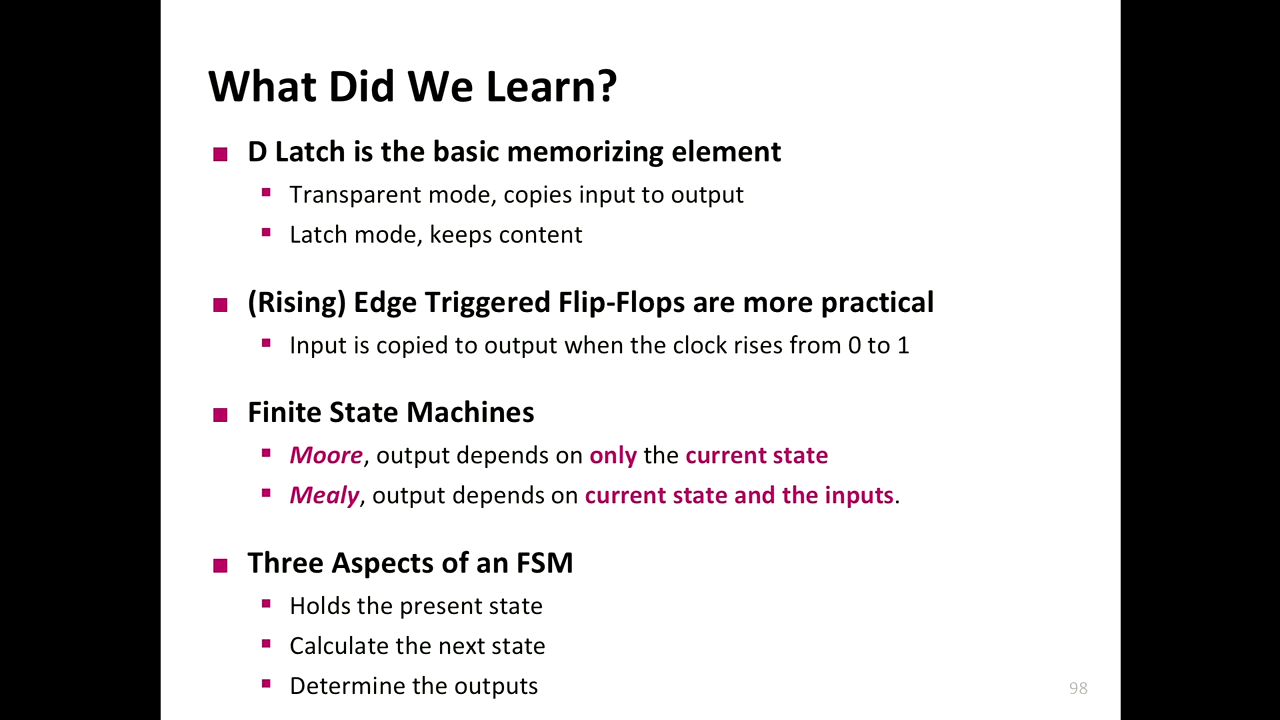 What Did We Learn?
D Latch is the basic memorizing element
Transparent mode, copies input to output
Latch mode, keeps content
(Rising) Edge Triggered Flip-Flops are more practical
Input is copied to output when the clock rises from 0 to 1
Finite State Machines
Moore, output depends on only the current state
Mealy, output depends on current state and the inputs.
Three Aspects of an FSM
Holds the present state
Calculate the next state
Determine the outputs
98